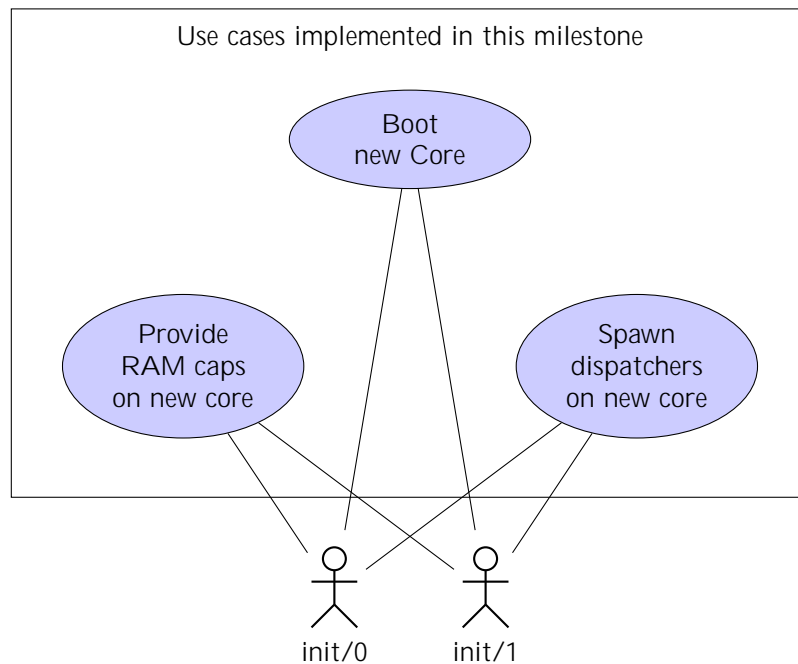 Use cases implemented in this milestone
Boot
new Core
Provide
RAM caps
on new core
Spawn
dispatchers
on new core
init/0
init/1